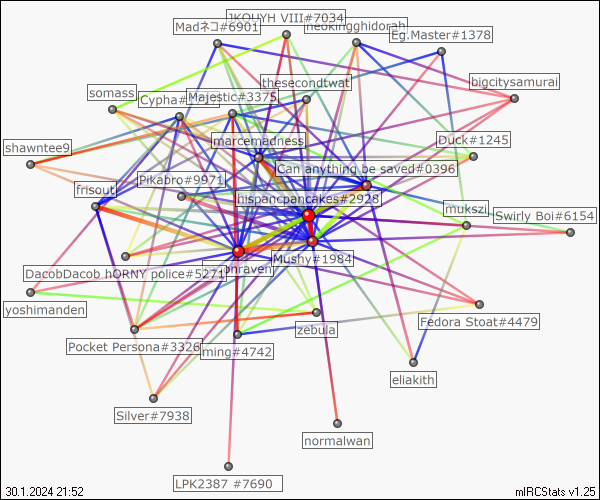 JKOUYH VIII#7034
Madネコ#6901
neokingghidorah
Eg.Master#1378
thesecondtwat
bigcitysamurai
somass
Cypha#
Majestic#3375
marcemadness
Duck#1245
shawntee9
Can anything be saved#0396
Pikabro#9971
frisout
hispancpancakes#2928
mukszi
Swirly Boi#6154
Mushy#1984
DacobDacob hORNY police#5271
yoshimanden
Fedora Stoat#4479
zebula
Pocket Persona#3326
ming#4742
eliakith
Silver#7938
normalwan
LPK2387 #7690
30.1.2024 21:52
mIRCStats v1.25